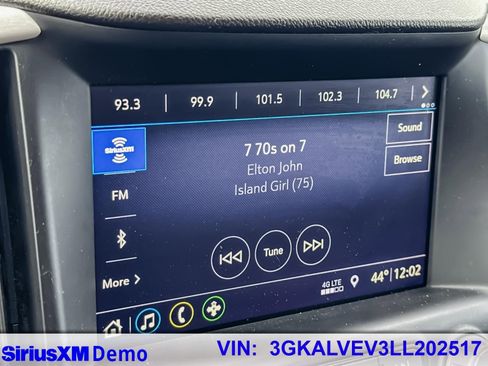 93.3 99.9 101.5 102.3 104.7
SiriusXM
7 70s on 7
Sound
Elton John
Browse
Island Girl (75)
FM
Tune
More
4G LTE
44° 12:02
SiriusXM Demo
VIN: 3GKALVEV3LL202517